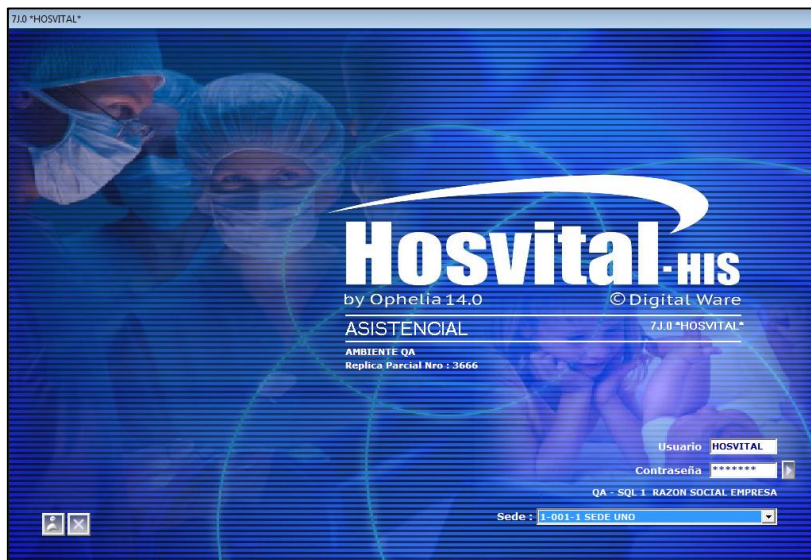 7J.0 *HOSVITAL*
Hosvital-HIS
by Ophelia 14.0 © Digital Ware
ASISTENCIAL 7J.0 *HOSVITAL*
AMBIENTE QA
Replica Parcial Nro : 3666
Usuario HOSVITAL
Contraseña *******
QA - SQL 1 RAZON SOCIAL EMPRESA
Sede : 1-001-1 SEDE UNO